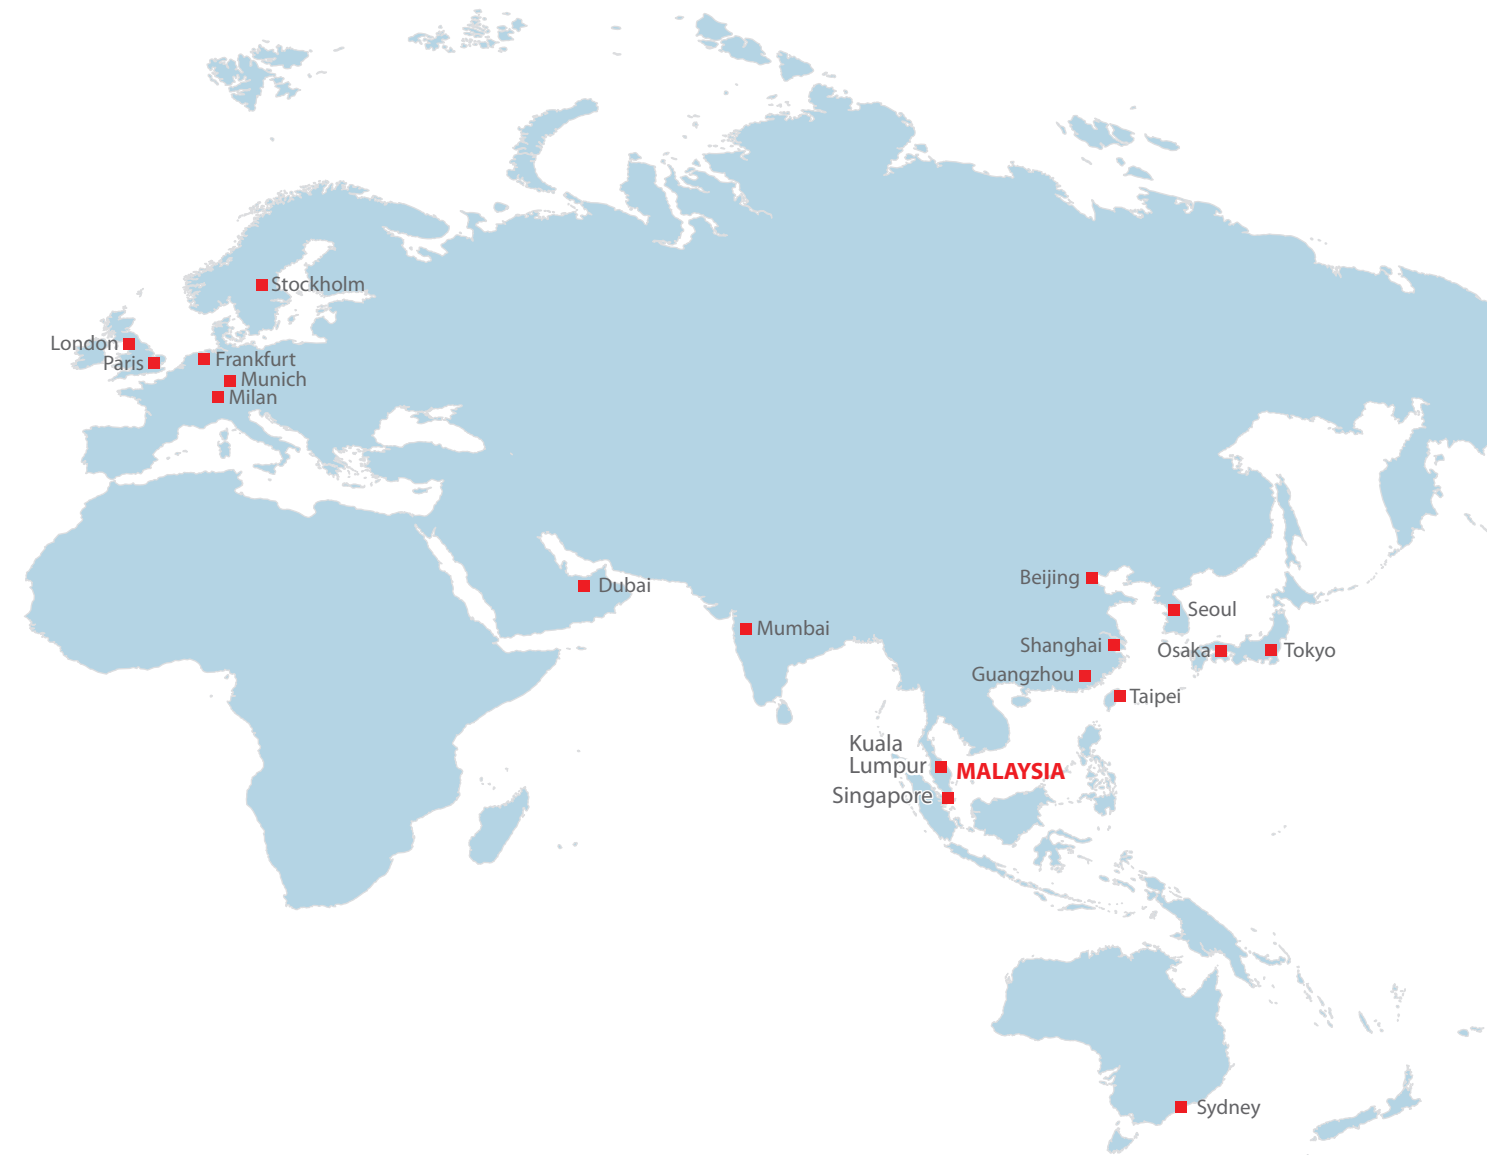 Stockholm
London
Paris
Frankfurt
Munich
Milan
Dubai
Mumbai
Beijing
Seoul
Shanghai
Osaka
Tokyo
Guangzhou
Taipei
Kuala
Lumpur
MALAYSIA
Singapore
Sydney